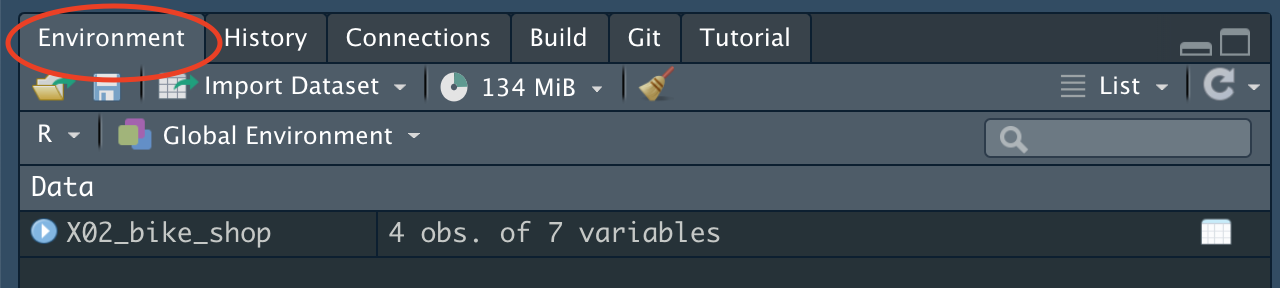 Environment History Connections Build Git Tutorial
Import Dataset 134 MiB List
R Global Environment
Data
X02_bike_shop 4 obs. of 7 variables